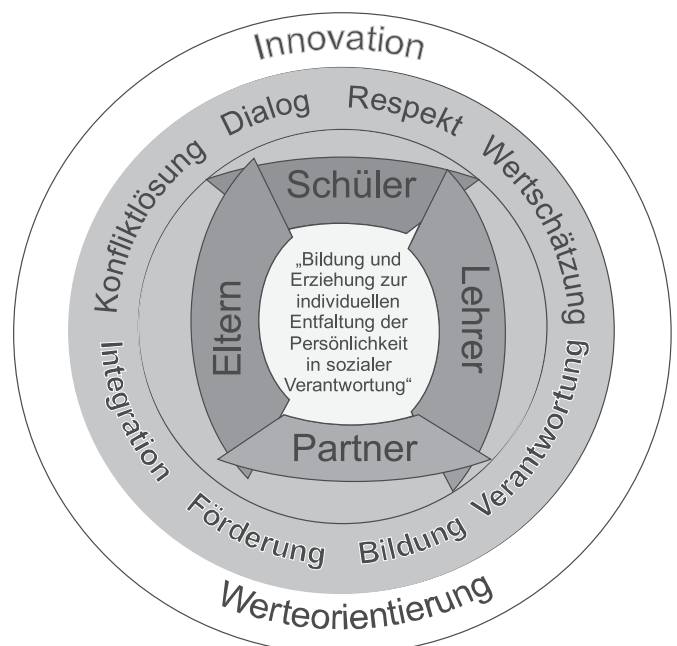 Innovation
Dialog
Respekt
Konfliktlösung
Wertschätzung
Schüler
„Bildung und
Erziehung zur
individuellen
Entfaltung der
Persönlichkeit
in sozialer
Verantwortung“
Eltern
Lehrer
Partner
Integration
Verantwortung
Förderung
Bildung
Werteorientierung